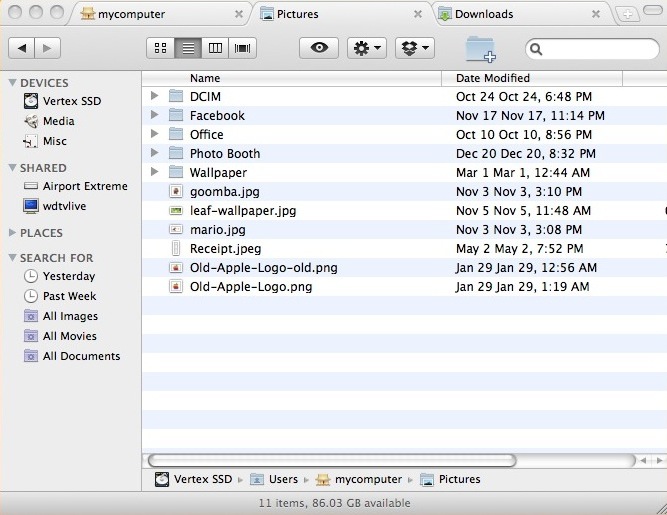 mycomputer Pictures Downloads
Name Date Modified
DEVICES
Vertex SSD
Media
Misc
SHARED
Airport Extreme
wdtvlive
PLACES
SEARCH FOR
Yesterday
Past Week
All Images
All Movies
All Documents
DCIM Oct 24 Oct 24, 6:48 PM
Facebook Nov 17 Nov 17, 11:14 PM
Office Oct 10 Oct 10, 8:56 PM
Photo Booth Dec 20 Dec 20, 8:32 PM
Wallpaper Mar 1 Mar 1, 12:44 AM
goomba.jpg Nov 3 Nov 3, 3:10 PM
leaf-wallpaper.jpg Nov 5 Nov 5, 11:48 AM
mario.jpg Nov 3 Nov 3, 3:08 PM
Receipt.jpeg May 2 May 2, 7:52 PM
Old-Apple-Logo-old.png Jan 29 Jan 29, 12:56 AM
Old-Apple-Logo.png Jan 29 Jan 29, 1:19 AM
Vertex SSD Users mycomputer Pictures
11 items, 86.03 GB available